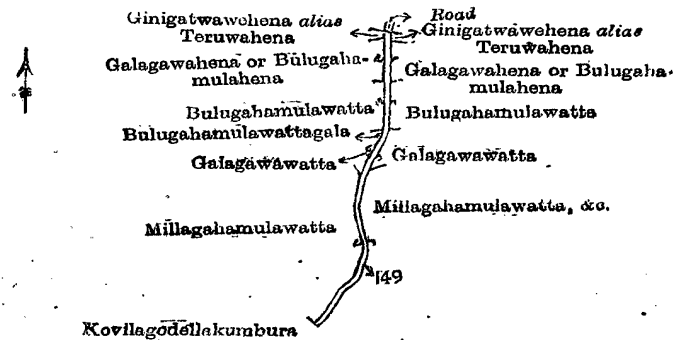 Road
Ginigatwawehena alias
Teruwahena
Ginigatwawehena alias
Teruwahena
Galagawahena or Bulugaha-
mulahena
Galagawahena or Bulugaha-
mulahena
Bulugahamulawatta
Bulugahamulawatta
Bulugahamulawattagala
Galagawawatta
Galagawawatta
Millagahamulawatta, &c.
Millagahamulawatta
149
Kovilagodellakumbura